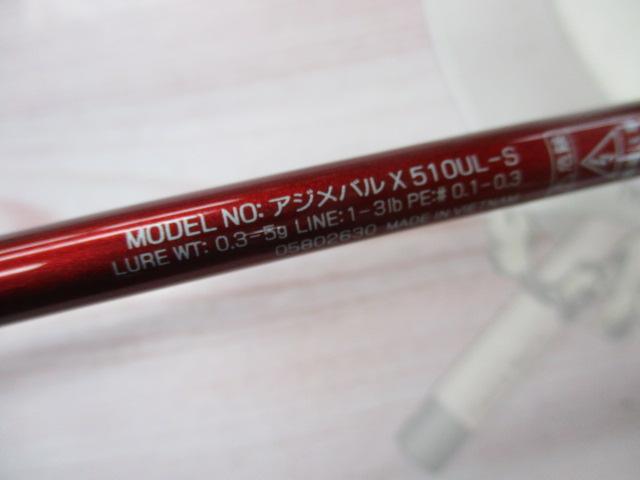 MODEL NO: アジメバル X 510UL-S
LURE WT: 0.3-5g LINE: 1-3lb PE:# 0.1-0.3
05802630 MADE IN VIETNAM